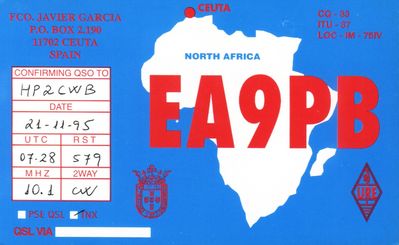 FCO. JAVIER GARCIA
P.O. BOX 2.190
11702 CEUTA
SPAIN
CEUTA
CQ - 33
ITU - 37
LOC - IM - 75IV
NORTH AFRICA
EA9PB
CONFIRMING QSO TO
HP2CWB
DATE
21-11-95
UTC RST
07-28 579
MHZ 2WAY
10.1 CW
PSE QSL TNX
QSL VIA
URE